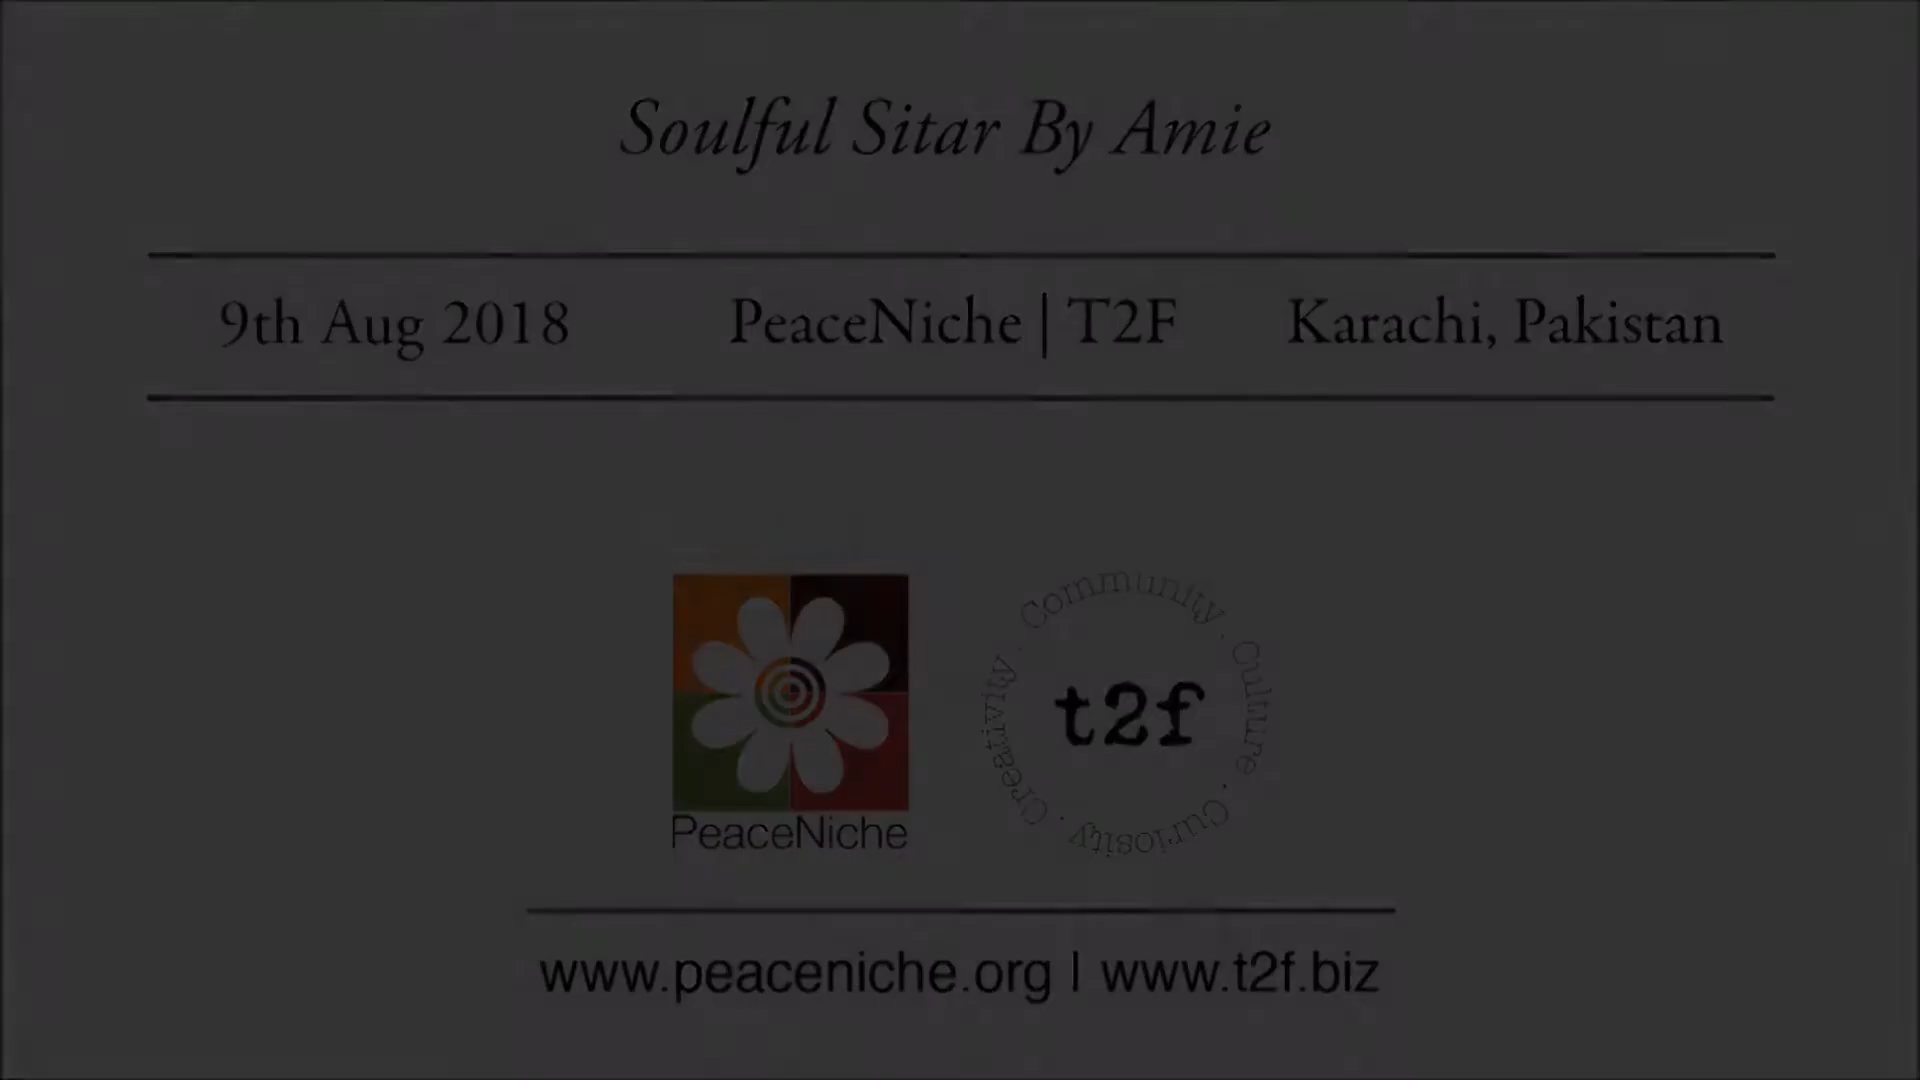 Soulful Sitar By Amie
9th Aug 2018 PeaceNiche | T2F Karachi, Pakistan
Community . Culture . Curiosity . Creativity .
t2f
PeaceNiche
www.peaceniche.org | www.t2f.biz